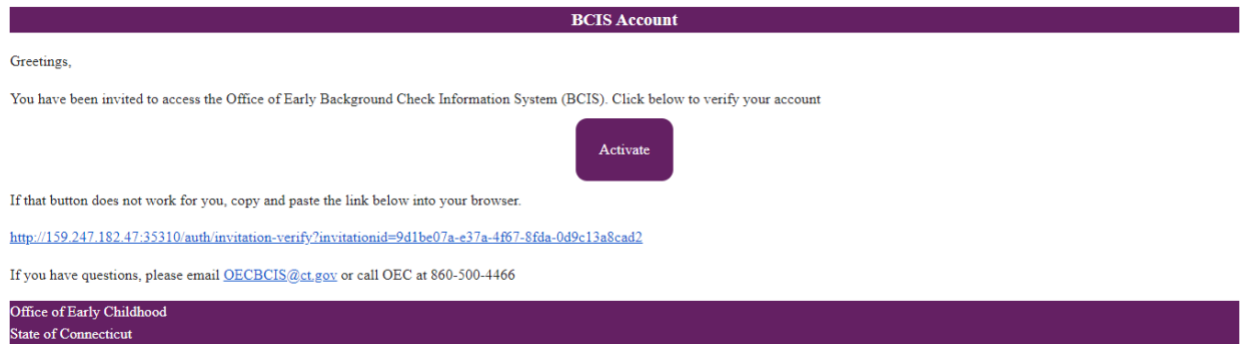 BCIS Account
Greetings,
You have been invited to access the Office of Early Background Check Information System (BCIS). Click below to verify your account
Activate
If that button does not work for you, copy and paste the link below into your browser.
http://159.247.182.47:35310/auth/invitation-verify?invitationid=9d1be07a-e37a-4f67-8fda-0d9c13a8cad2
If you have questions, please email OECBCIS@ct.gov or call OEC at 860-500-4466
Office of Early Childhood
State of Connecticut